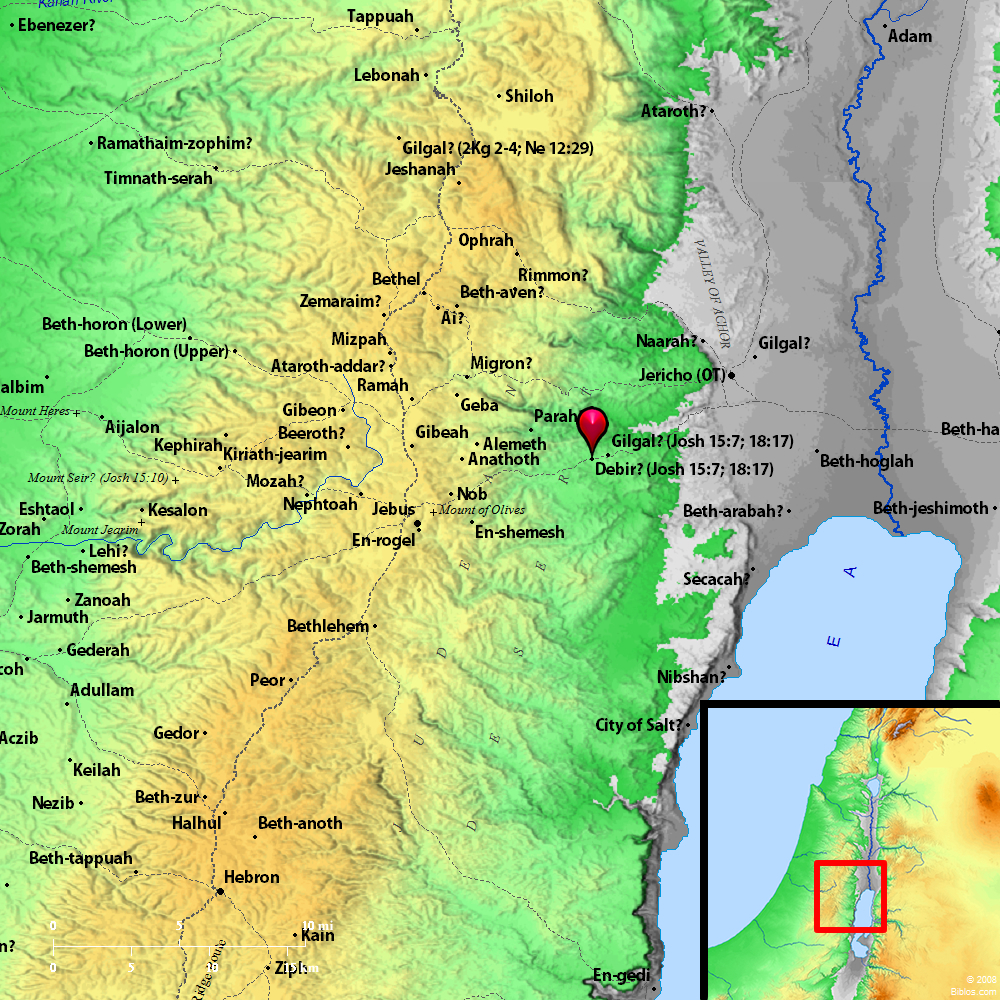 Kanah River
Ebenezer?
Tappuah
Adam
Lebonah
Shiloh
Ataroth?
Ramathaim-zophim?
Gilgal? (2Kg 2-4; Ne 12:29)
Jeshanah
Timnath-serah
Ophrah
VALLEY OF ACHOR
Rimmon?
Bethel
Beth-aven?
Zemaraim?
Ai?
Beth-horon (Lower)
Mizpah
Naarah?
Gilgal?
Beth-horon (Upper)
Ataroth-addar?
Migron?
Jericho (OT)
albim
Ramah
Geba
Mount Heres
Gibeon
Parah
Aijalon
Beeroth?
Gibeah
Alemeth
Gilgal? (Josh 15:7; 18:17)
Beth-ha
Kephirah
Kiriath-jearim
Anathoth
Debir? (Josh 15:7; 18:17)
Beth-hoglah
Mount Seir? (Josh 15:10)
Mozah?
Nephtoah
Nob
Eshtaol
Kesalon
Jebus
Mount of Olives
Beth-arabah?
Beth-jeshimoth
Zorah
Mount Jearim
En-rogel
En-shemesh
Lehi?
Beth-shemesh
Secacah?
Zanoah
Jarmuth
Bethlehem
J U D E A
D E S E R T
E A
Gederah
coh
Peor
Nibshan?
Adullam
City of Salt?
Gedor
Aczib
Keilah
Nezib
Beth-zur
Halhul
Beth-anoth
Beth-tappuah
Hebron
5 10 mi
n?
Kain
0 5 10 15 km
Ziph
Ridge Route
En-gedi
© 2008
Biblos.com